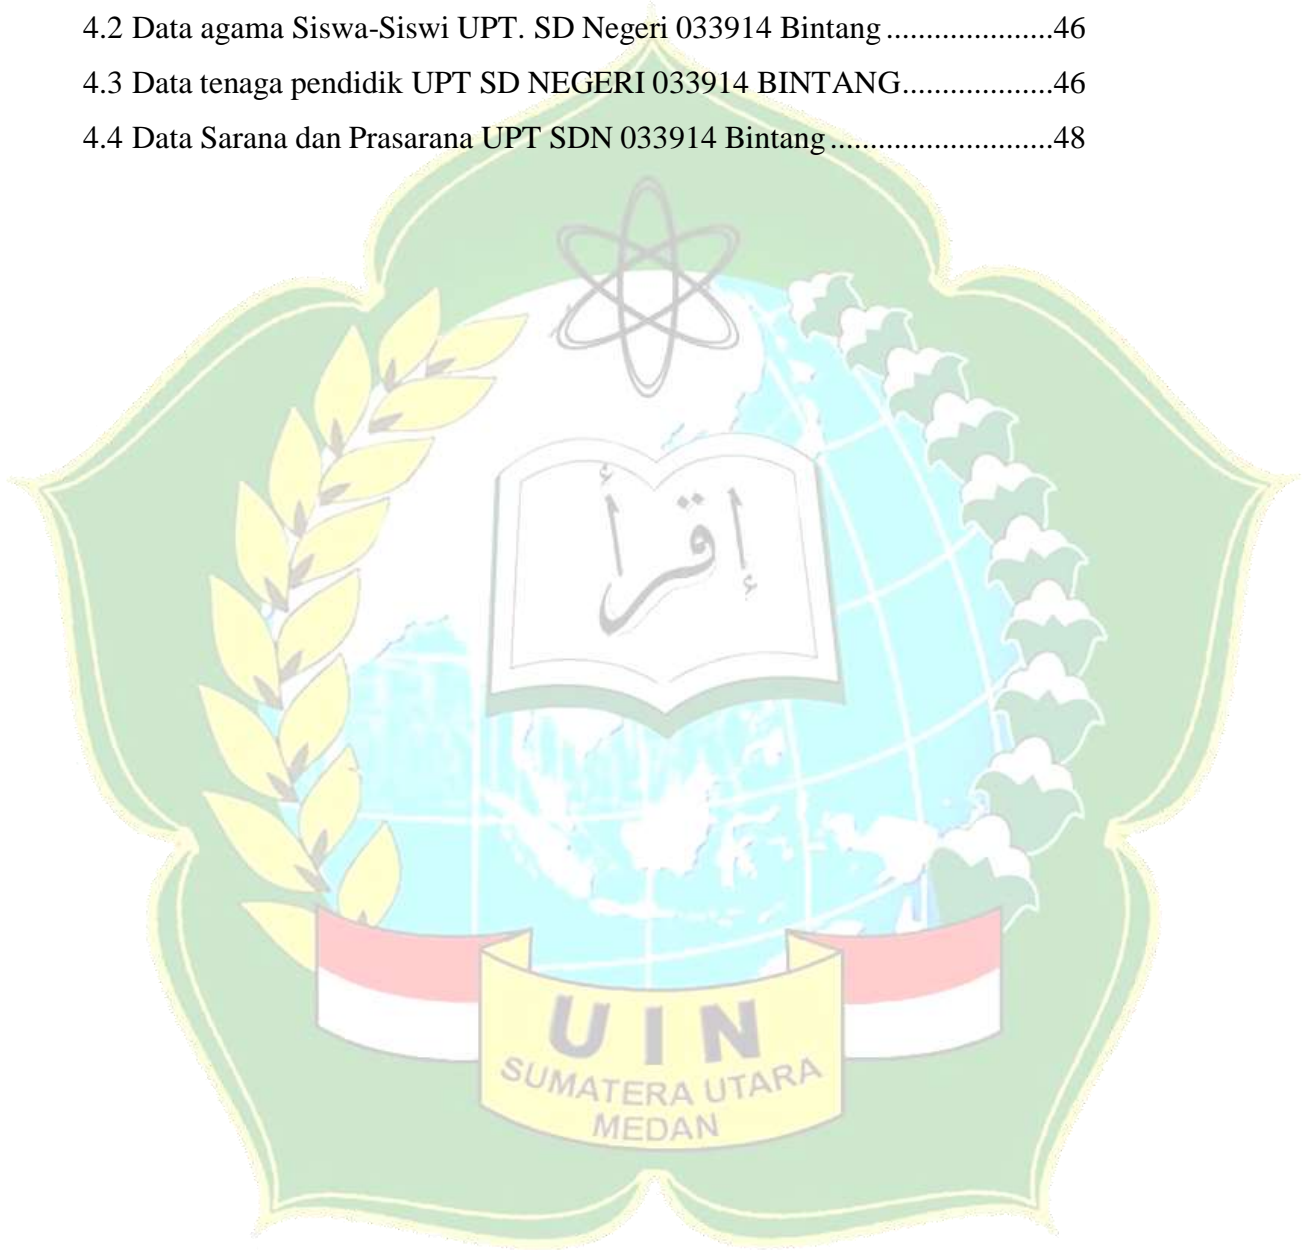 4.2 Data agama Siswa-Siswi UPT. SD Negeri 033914 Bintang ....................46
4.3 Data tenaga pendidik UPT SD NEGERI 033914 BINTANG..................46
4.4 Data Sarana dan Prasarana UPT SDN 033914 Bintang ...........................48
إقرأ
UIN
SUMATERA UTARA
MEDAN